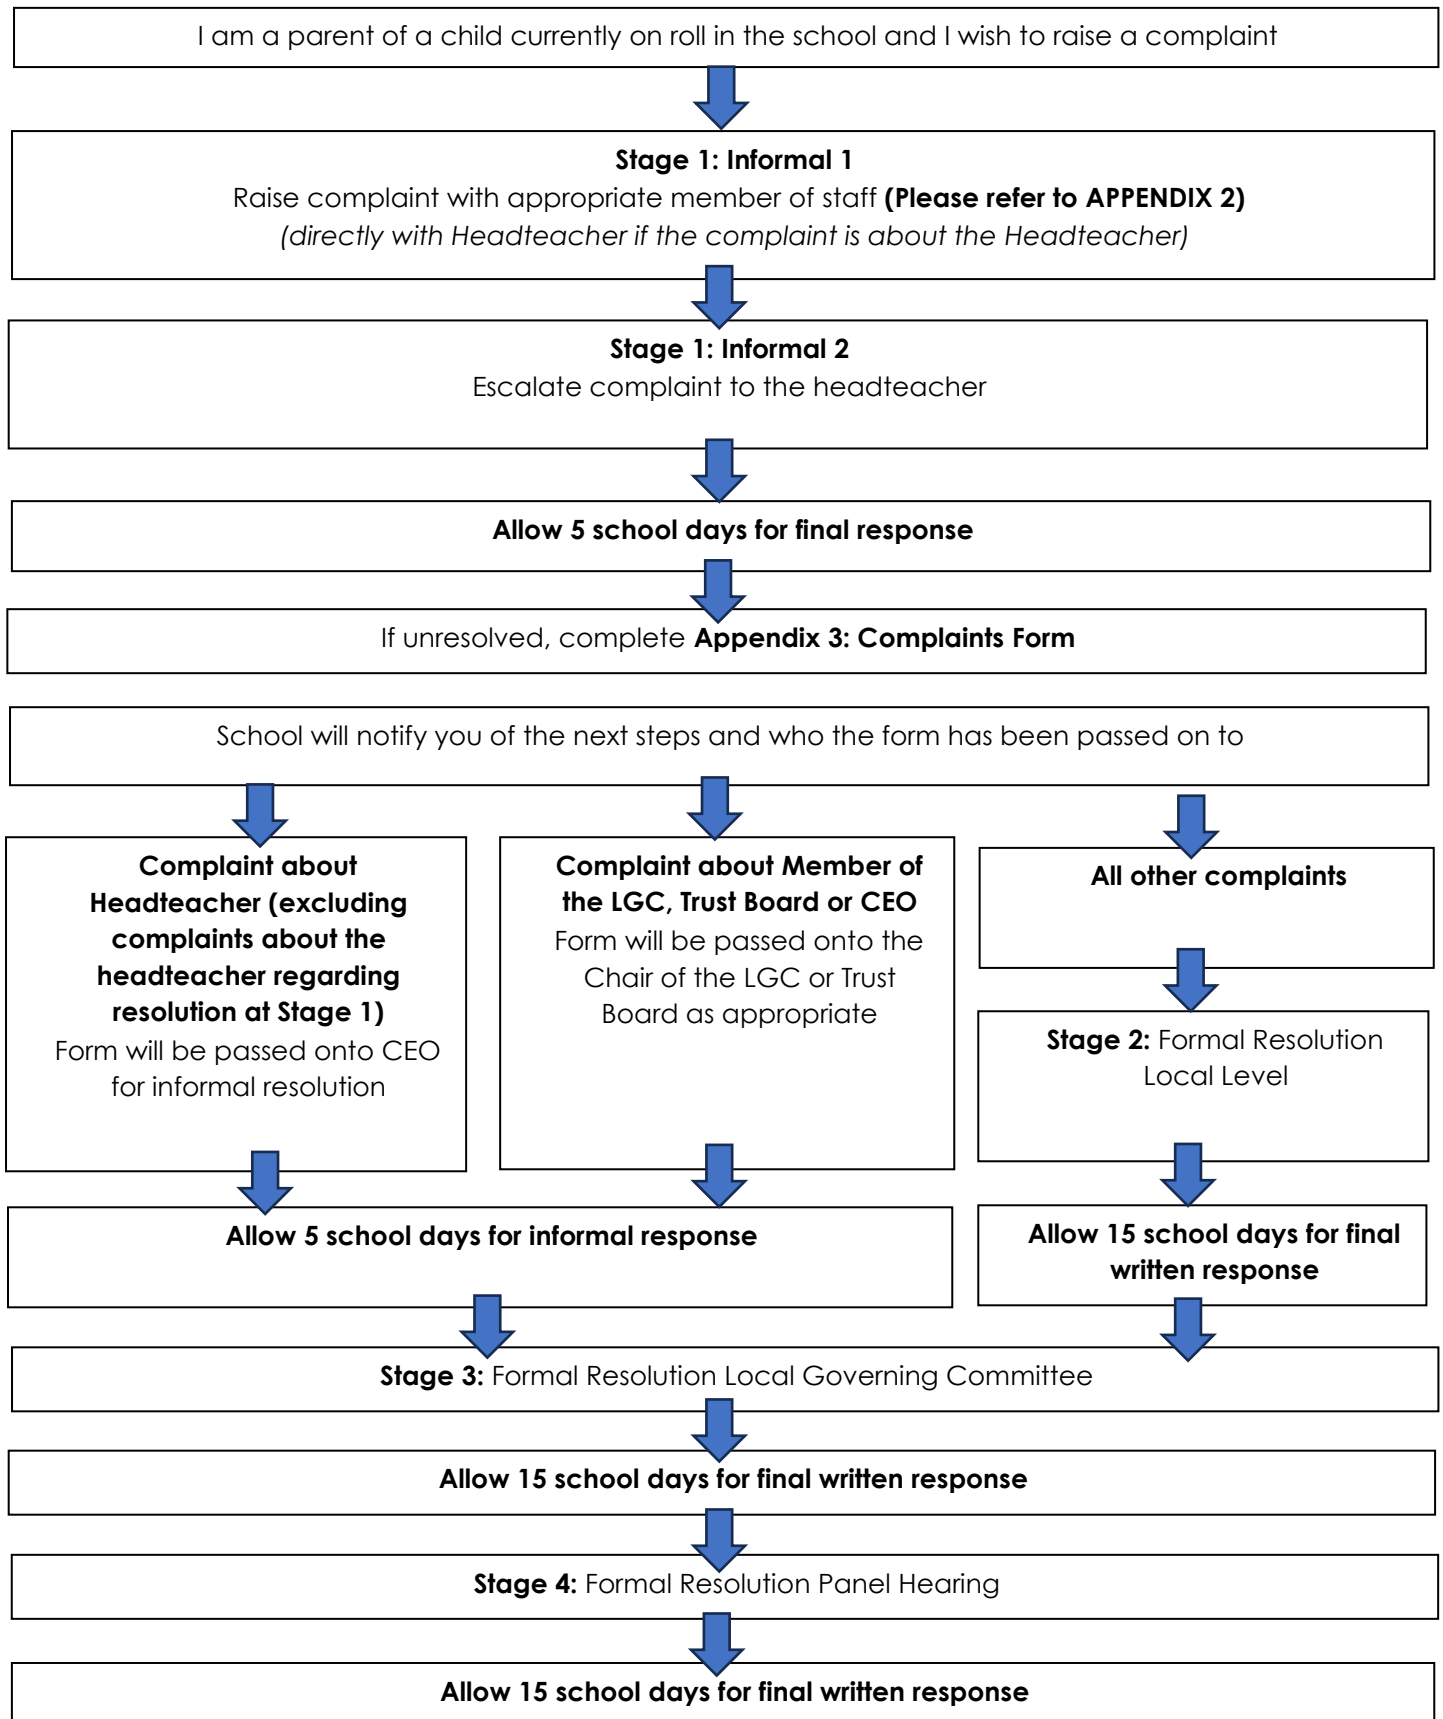 I am a parent of a child currently on roll in the school and I wish to raise a complaint
Stage 1: Informal 1
Raise complaint with appropriate member of staff (Please refer to APPENDIX 2)
(directly with Headteacher if the complaint is about the Headteacher)
Stage 1: Informal 2
Escalate complaint to the headteacher
Allow 5 school days for final response
If unresolved, complete Appendix 3: Complaints Form
School will notify you of the next steps and who the form has been passed on to
Complaint about
Headteacher (excluding
complaints about the
headteacher regarding
resolution at Stage 1)
Form will be passed onto CEO
for informal resolution
Complaint about Member of
the LGC, Trust Board or CEO
Form will be passed onto the
Chair of the LGC or Trust
Board as appropriate
All other complaints
Stage 2: Formal Resolution
Local Level
Allow 5 school days for informal response
Allow 15 school days for final
written response
Stage 3: Formal Resolution Local Governing Committee
Allow 15 school days for final written response
Stage 4: Formal Resolution Panel Hearing
Allow 15 school days for final written response